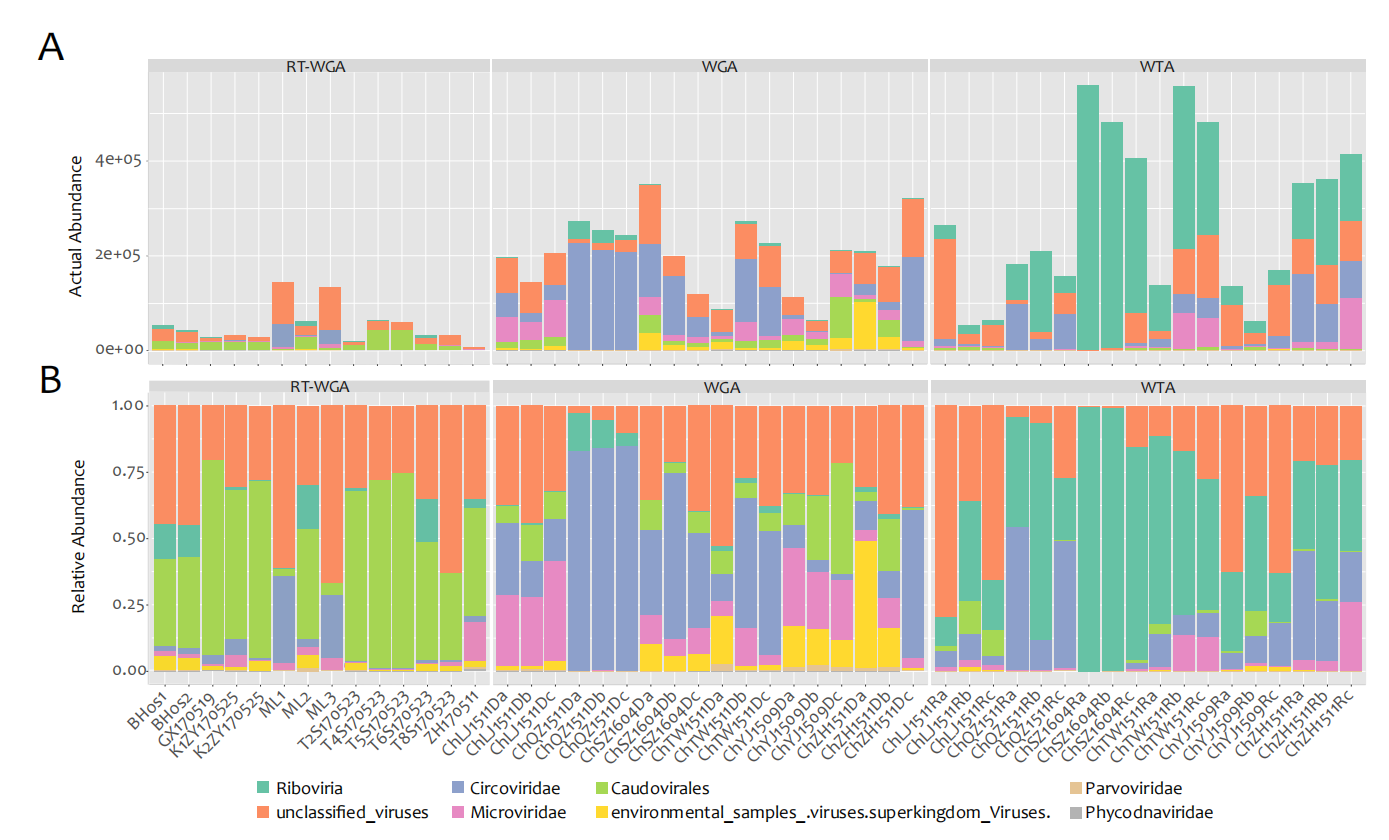 A
RT-WGA WGA WTA
Actual Abundance
4e+05
2e+05
0e+00
B
RT-WGA WGA WTA
Relative Abundance
1.00
0.75
0.50
0.25
0.00
BHos1 BHos2 GX170519 K1ZY170525 K2ZY170525 ML1 ML2 ML3 T2S170523 T4S170523 T5S170523 T6S170523 T8S170523 ZH170511 ChLJ1511Da ChLJ1511Db ChLJ1511Dc ChQZ1511Da ChQZ1511Db ChQZ1511Dc ChSZ1604Da ChSZ1604Db ChSZ1604Dc ChTW1511Da ChTW1511Db ChTW1511Dc ChYJ1509Da ChYJ1509Db ChYJ1509Dc ChZH1511Da ChZH1511Db ChZH1511Dc ChLJ1511Ra ChLJ1511Rb ChLJ1511Rc ChQZ1511Ra ChQZ1511Rb ChQZ1511Rc ChSZ1604Ra ChSZ1604Rb ChSZ1604Rc ChTW1511Ra ChTW1511Rb ChTW1511Rc ChYJ1509Ra ChYJ1509Rb ChYJ1509Rc ChZH1511Ra ChZH1511Rb ChZH1511Rc
Riboviria Circoviridae Caudovirales Parvoviridae
unclassified_viruses Microviridae environmental_samples_.viruses.superkingdom_Viruses. Phycodnaviridae